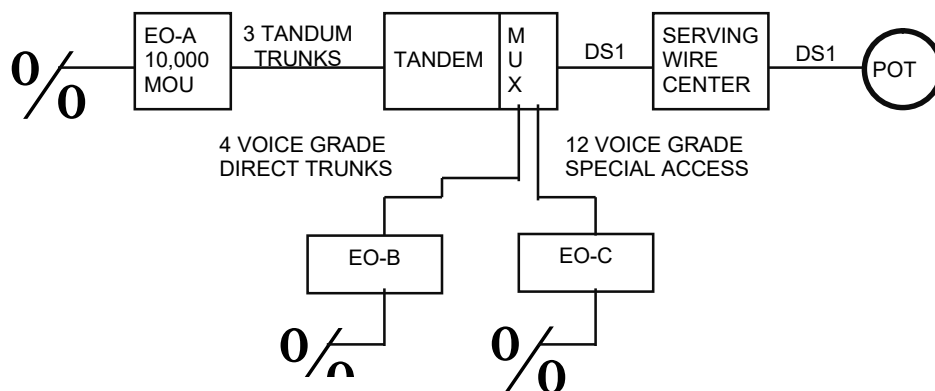 EO-A
10,000
MOU
3 TANDUM
TRUNKS
TANDEM
M
U
X
DS1
SERVING
WIRE
CENTER
DS1
POT
4 VOICE GRADE
DIRECT TRUNKS
12 VOICE GRADE
SPECIAL ACCESS
EO-B
EO-C